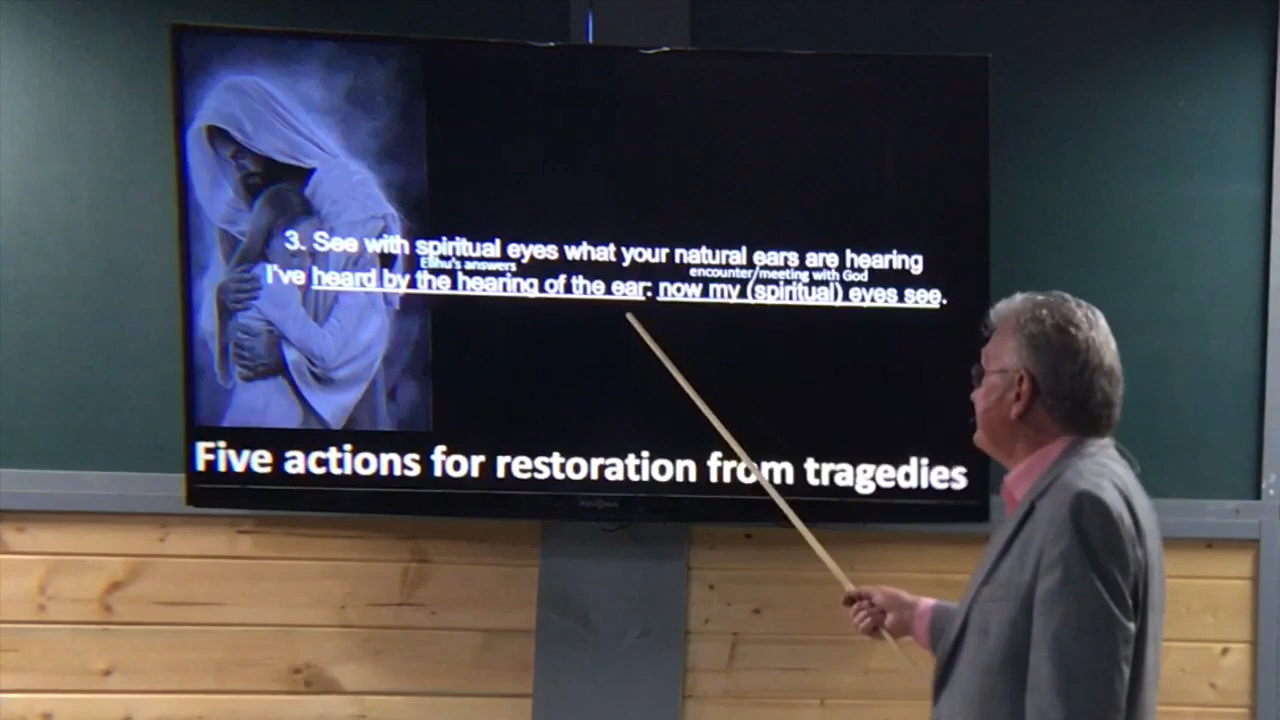 3. See with spiritual eyes what your natural ears are hearing
Elihu's answers encounter/meeting with God
I've heard by the hearing of the ear: now my (spiritual) eyes see.
Five actions for restoration from tragedies
INSIGNIA